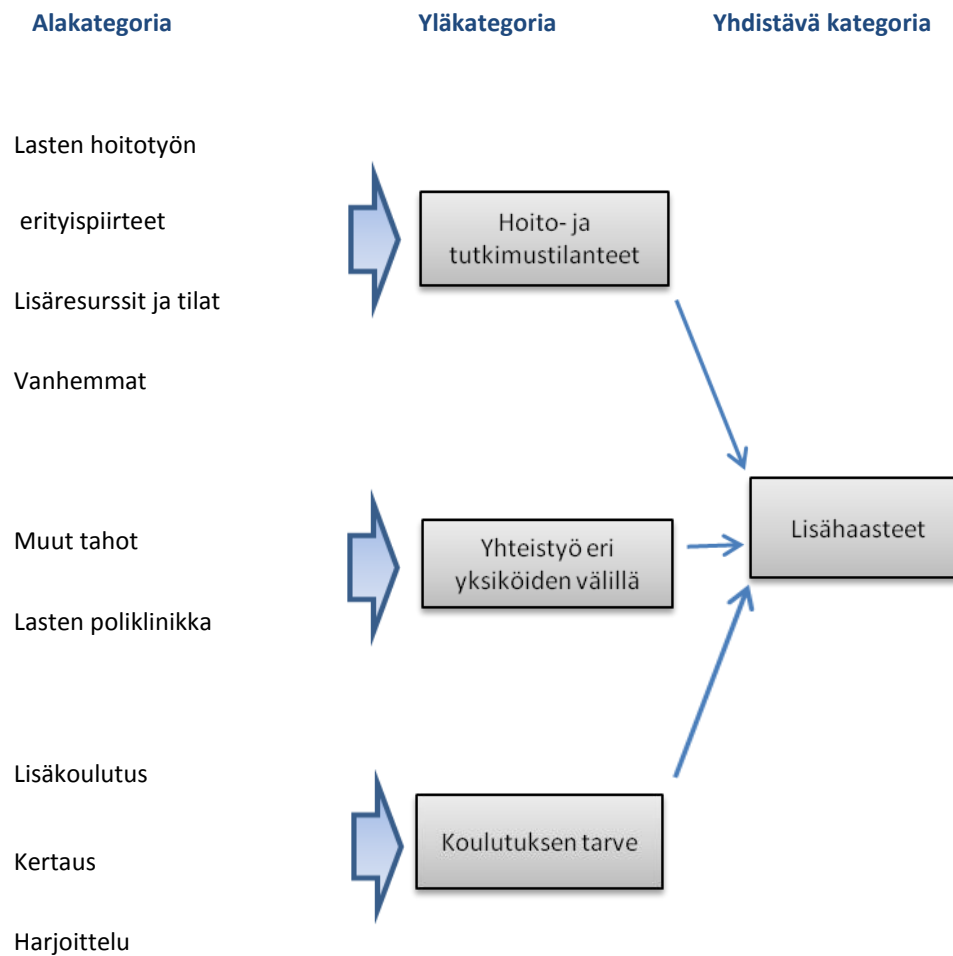 Alakategoria Yläkategoria Yhdistävä kategoria
Lasten hoitotyön
erityispiirteet
Lisäresurssit ja tilat
Vanhemmat
Hoito- ja
tutkimustilanteet
Muut tahot
Lasten poliklinikka
Yhteistyö eri
yksiköiden välillä
Lisähaasteet
Lisäkoulutus
Kertaus
Harjoittelu
Koulutuksen tarve